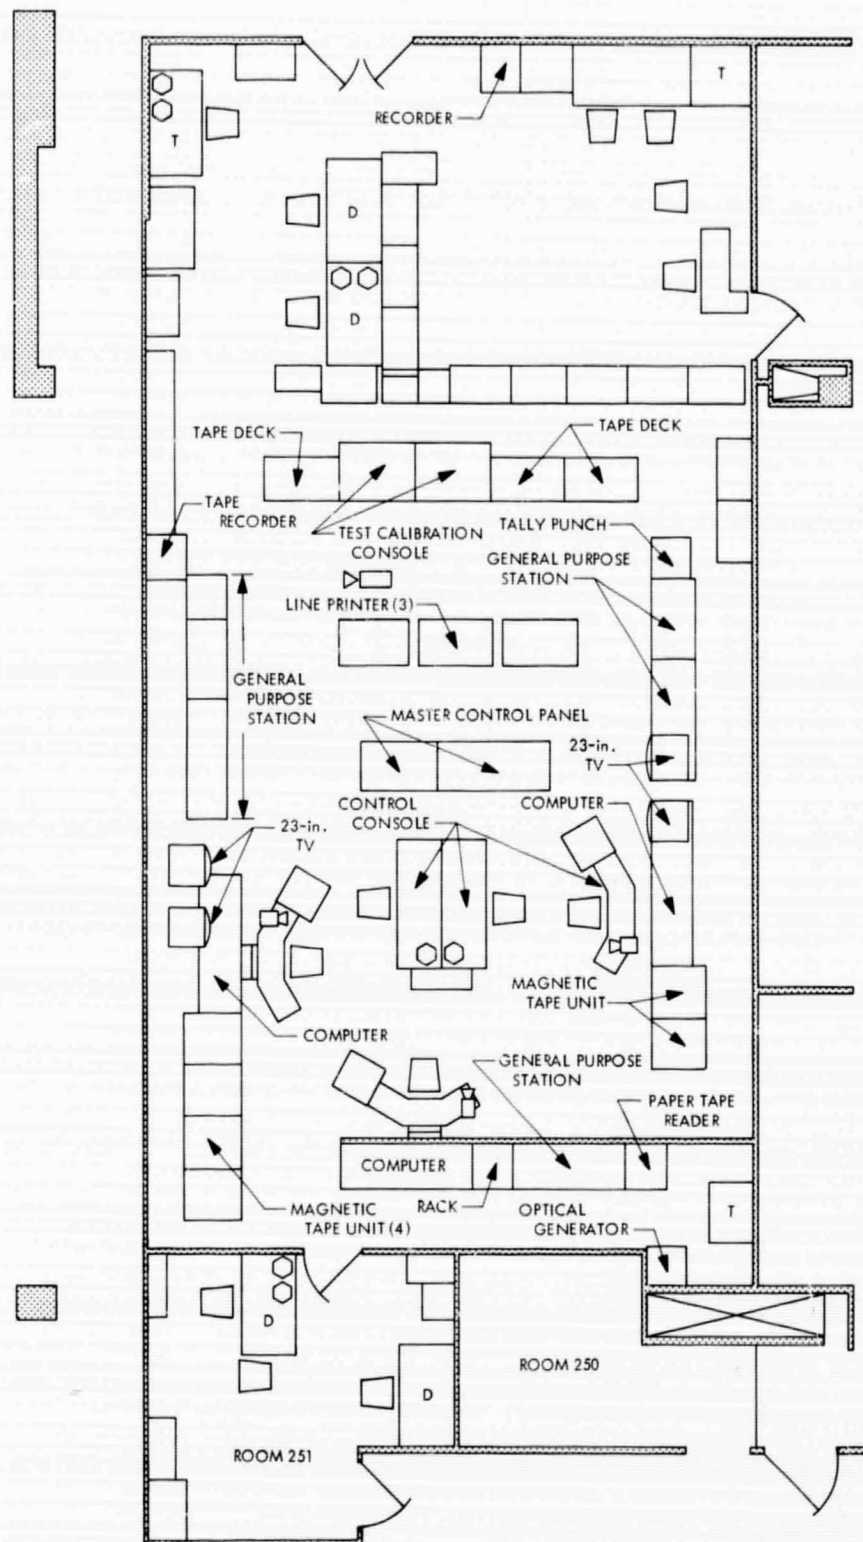 T
RECORDER
T
D
D
TAPE DECK
TAPE DECK
TAPE
RECORDER
TEST CALIBRATION
CONSOLE
TALLY PUNCH
GENERAL PURPOSE
STATION
LINE PRINTER (3)
GENERAL
PURPOSE
STATION
MASTER CONTROL PANEL
23-in.
TV
CONTROL
CONSOLE
COMPUTER
23-in.
TV
MAGNETIC
TAPE UNIT
COMPUTER
GENERAL PURPOSE
STATION
PAPER TAPE
READER
COMPUTER
MAGNETIC
TAPE UNIT (4)
RACK
OPTICAL
GENERATOR
T
D
D
ROOM 250
ROOM 251